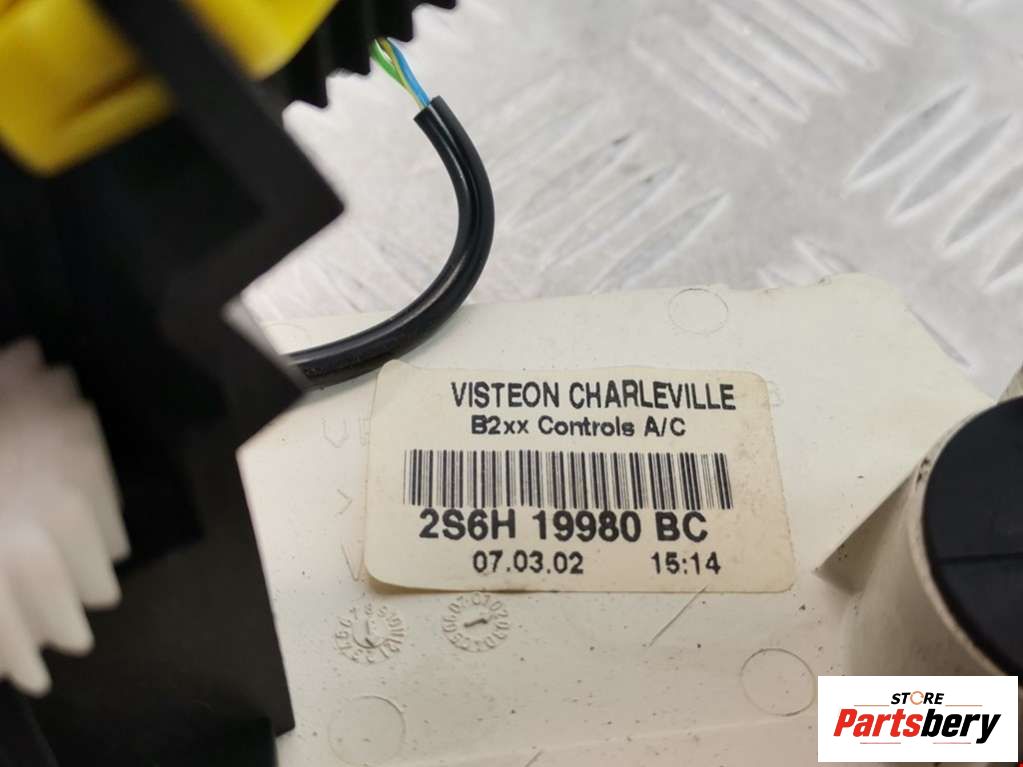 VISTEON CHARLEVILLE
B2xx Controls A/C
2S6H 19980 BC
07.03.02 15:14
STORE
Partsbery